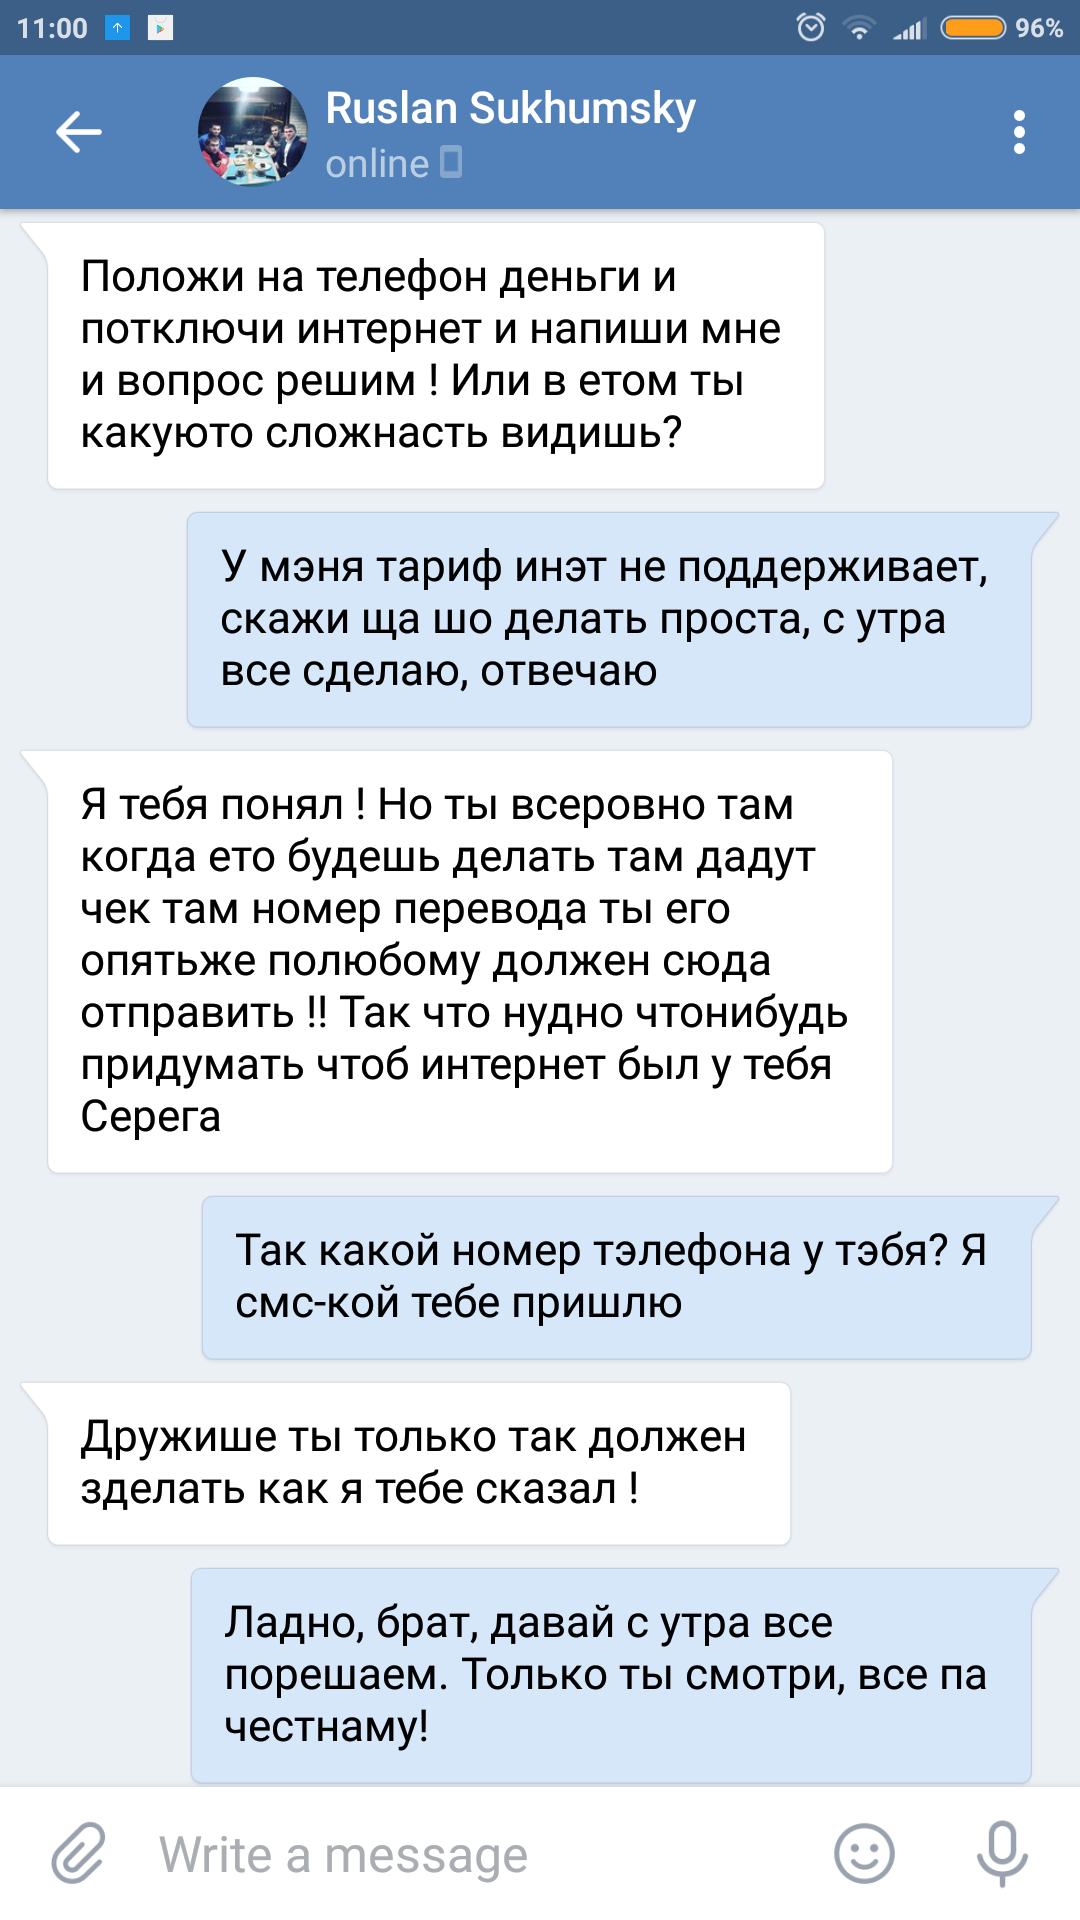 11:00
96%
Ruslan Sukhumsky
online
Положи на телефон деньги и
потключи интернет и напиши мне
и вопрос решим ! Или в етом ты
какуюто сложнасть видишь?
У мэня тариф инэт не поддерживает,
скажи ща шо делать проста, с утра
все сделаю, отвечаю
Я тебя понял ! Но ты всеровно там
когда ето будешь делать там дадут
чек там номер перевода ты его
опятьже полюбому должен сюда
отправить !! Так что нудно чтонибудь
придумать чтоб интернет был у тебя
Серега
Так какой номер тэлефона у тэбя? Я
смс-кой тебе пришлю
Дружише ты только так должен
зделать как я тебе сказал !
Ладно, брат, давай с утра все
порешаем. Только ты смотри, все па
честнаму!
Write a message